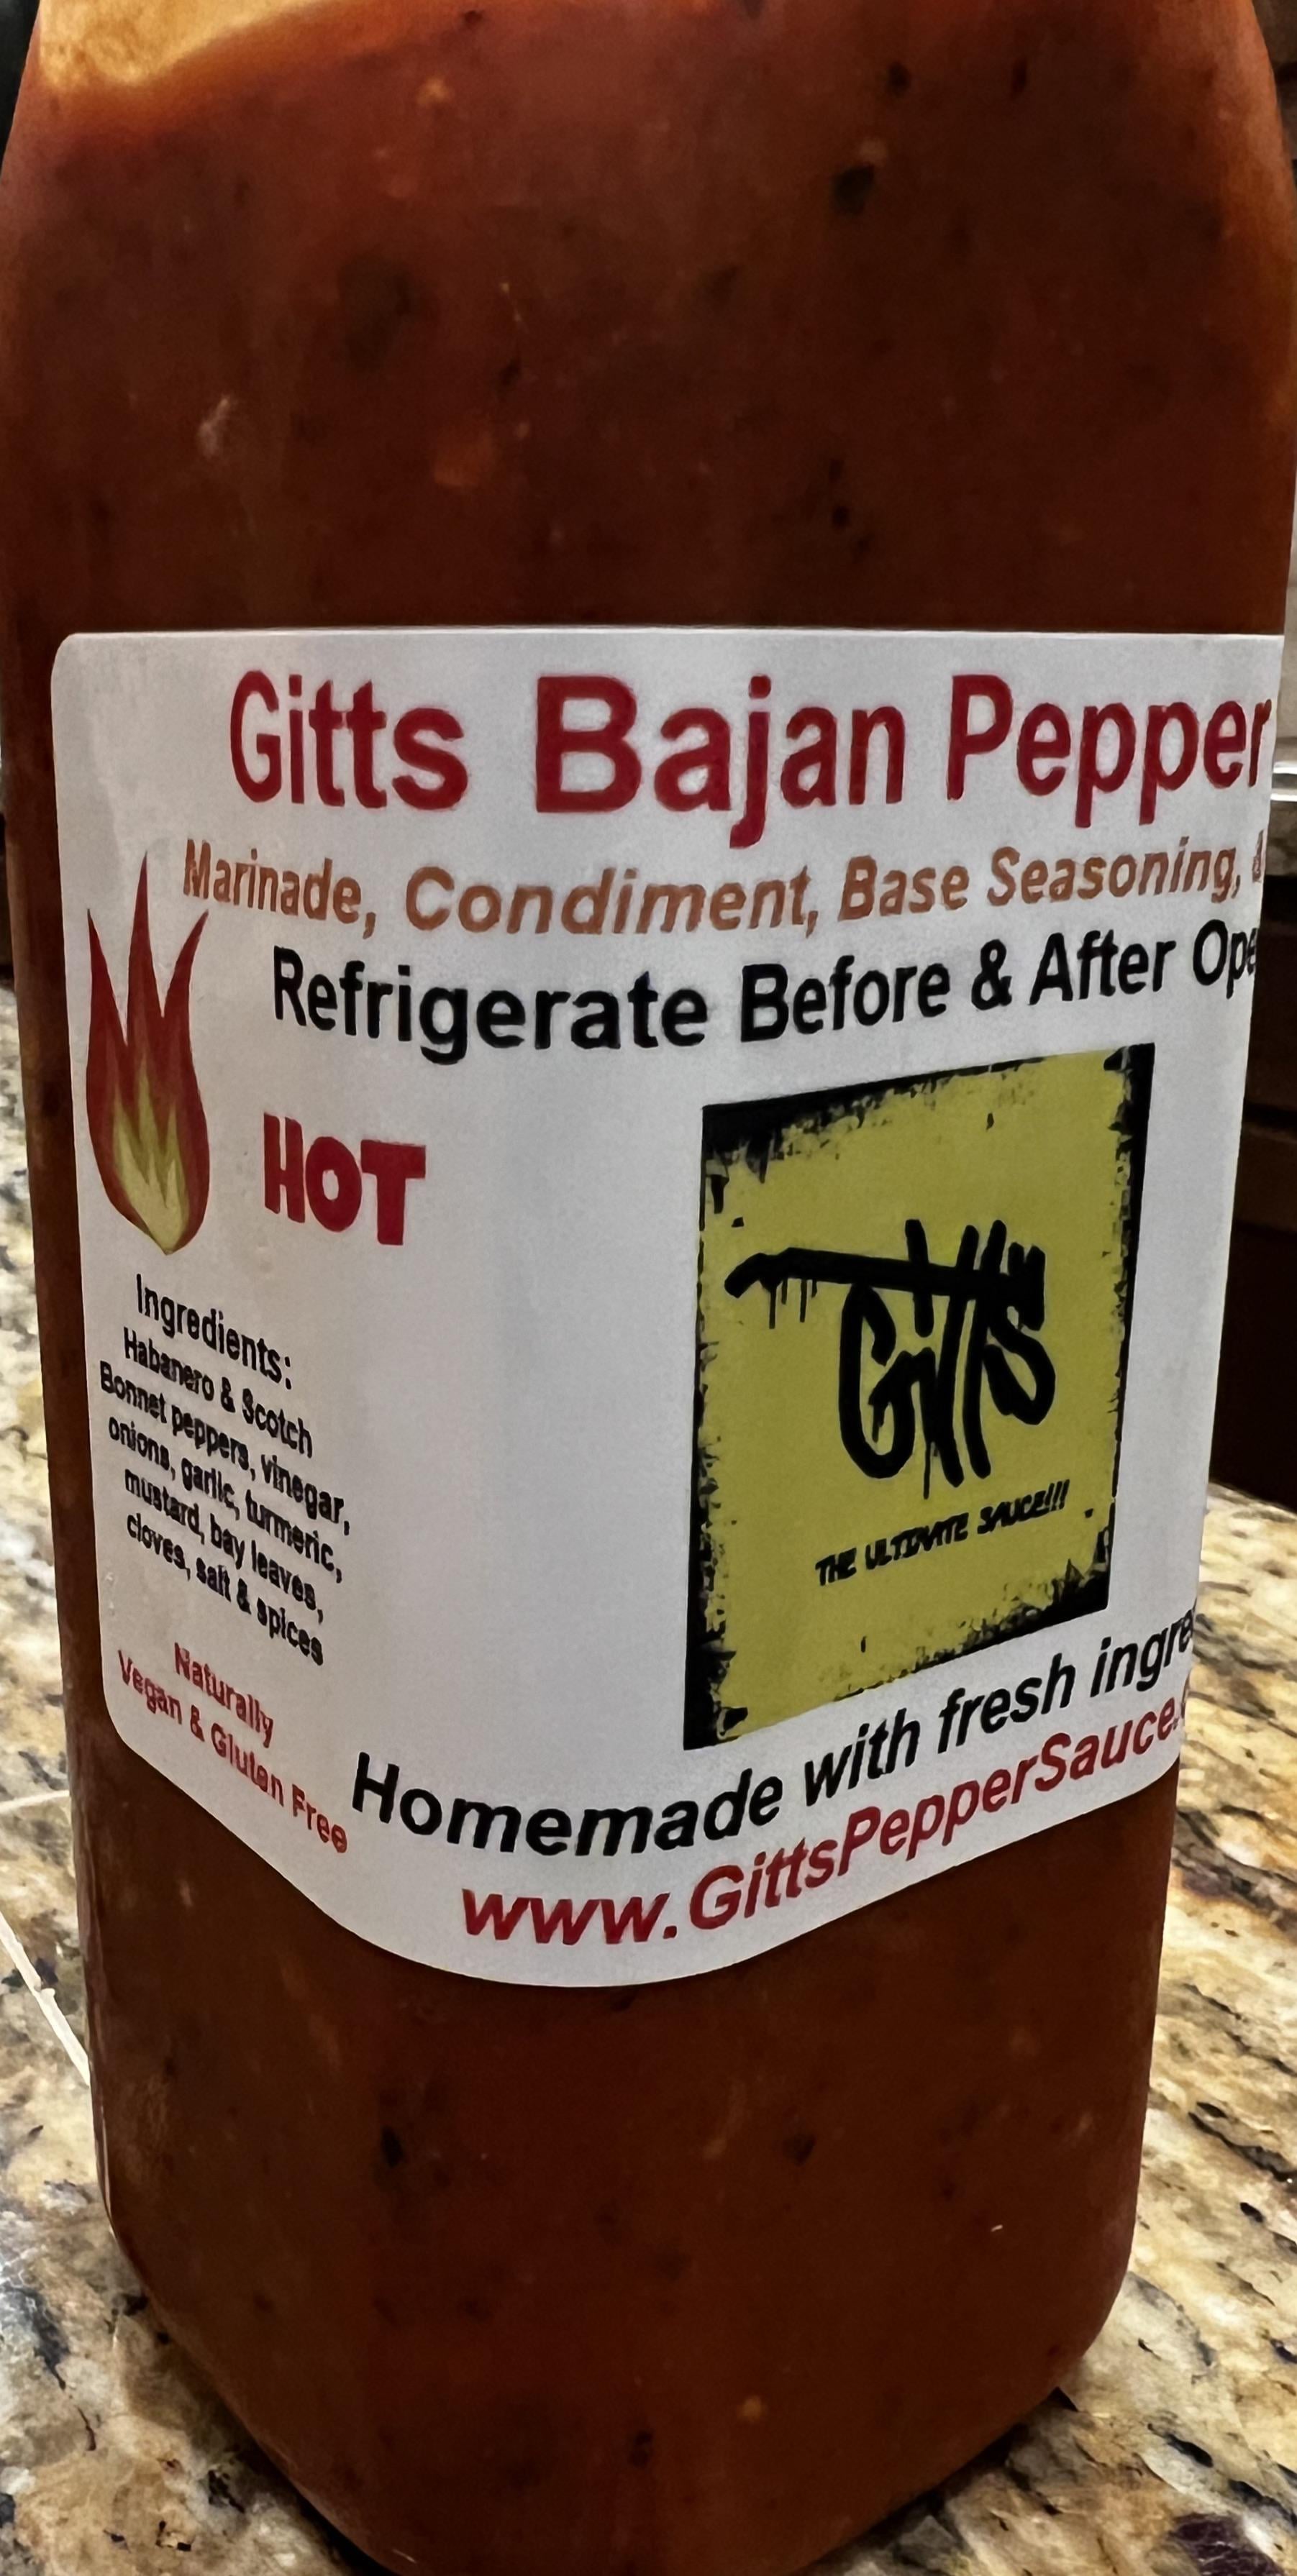 Gitts Bajan Pepper
Marinade, Condiment, Base Seasoning, &
Refrigerate Before & After Ope
HOT
Ingredients:
Habanero & Scotch
Bonnet peppers, vinegar,
onions, garlic, turmeric,
mustard, bay leaves,
cloves, salt & spices
Naturally
Vegan & Gluten Free
Gitts
THE ULTIMATE SAUCE!!!
Homemade with fresh ingre
www.GittsPepperSauce.